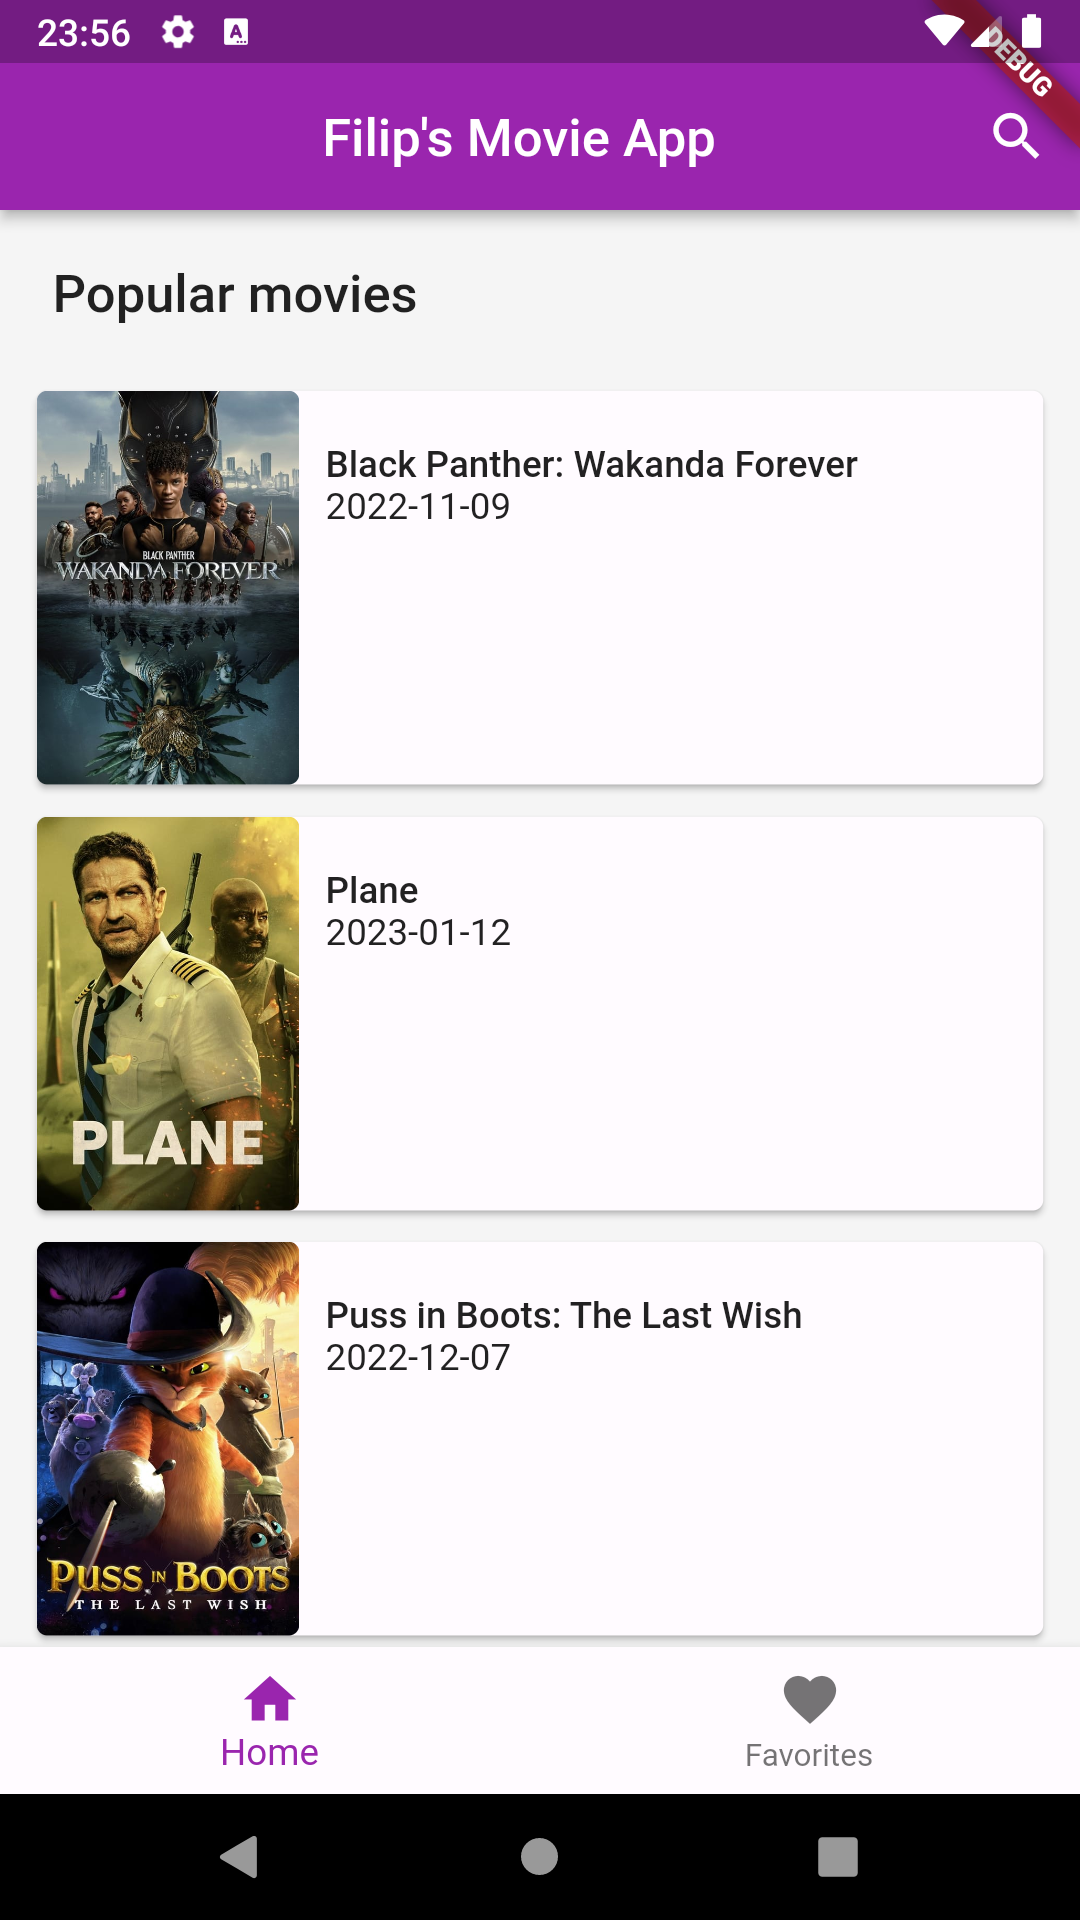 23:56
A
DEBUG
Filip's Movie App
Popular movies
BLACK PANTHER
WAKANDA FOREVER
Black Panther: Wakanda Forever
2022-11-09
PLANE
Plane
2023-01-12
PUSS IN BOOTS
THE LAST WISH
Puss in Boots: The Last Wish
2022-12-07
Home
Favorites